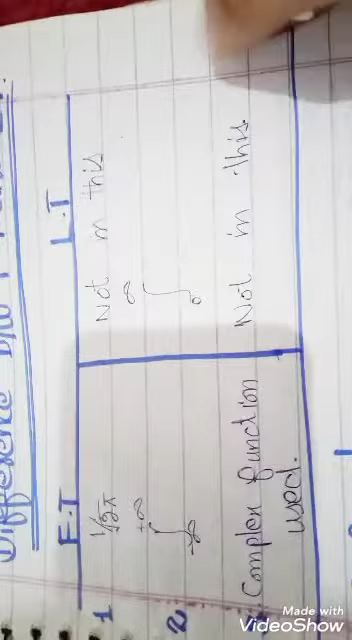 Difference b/w
F.T L.T
1 1/2π Not in this
2 +∞ ∫ -∞ ∞ ∫ 0
Complex function used. Not in this.
Made with
VideoShow